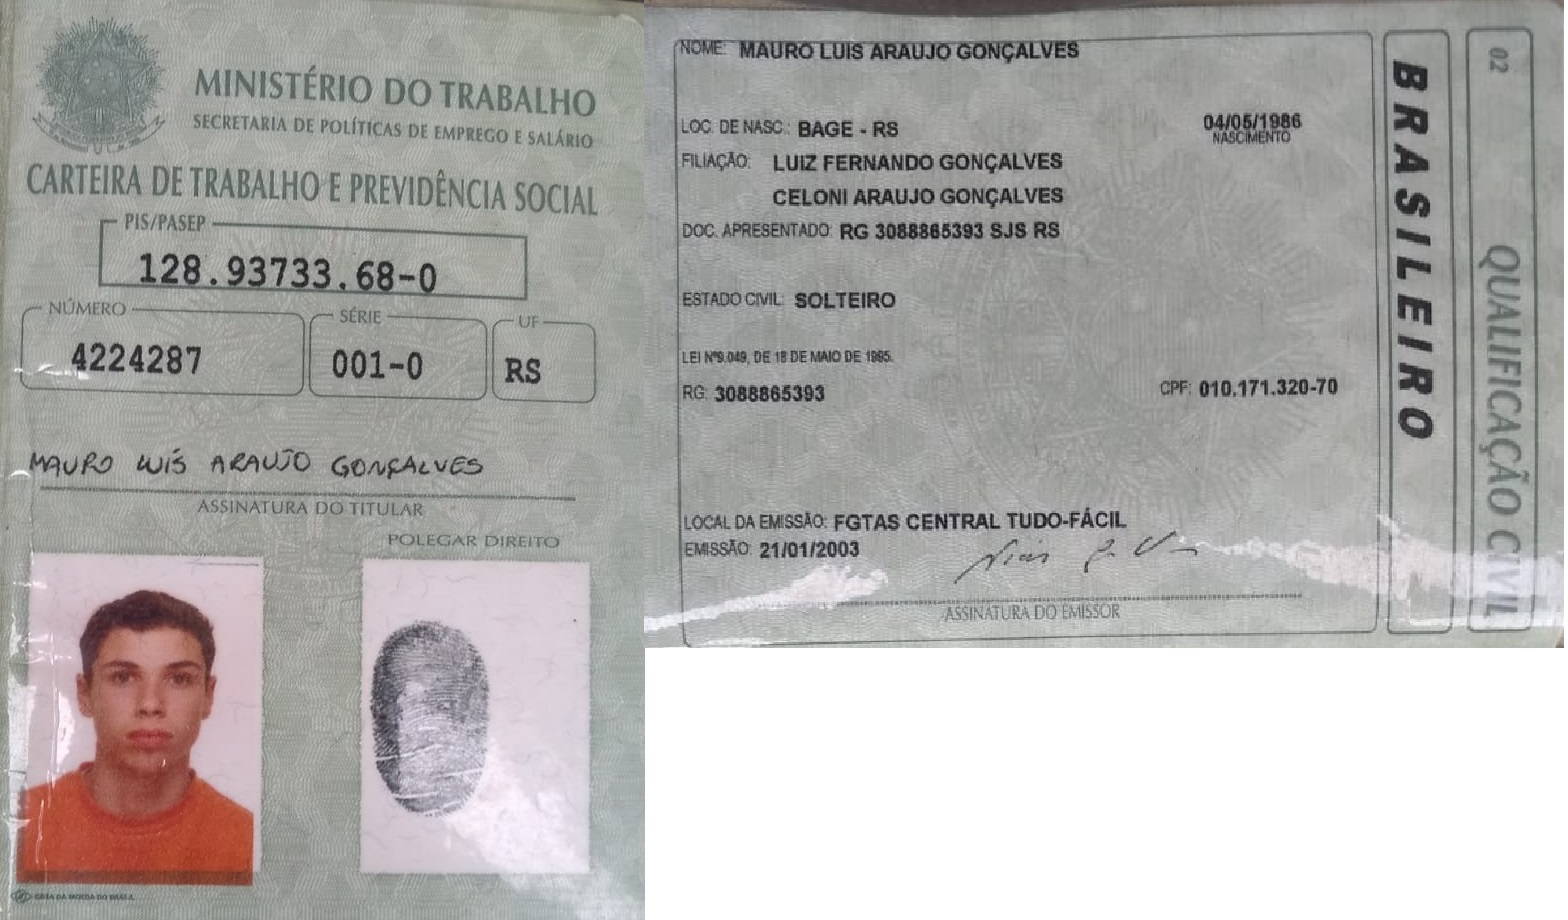 MINISTÉRIO DO TRABALHO
SECRETARIA DE POLÍTICAS DE EMPREGO E SALÁRIO
CARTEIRA DE TRABALHO E PREVIDÊNCIA SOCIAL
PIS/PASEP
128.93733.68-0
NÚMERO SÉRIE UF
4224287 001-0 RS
MAURO LUÍS ARAUJO GONÇALVES
ASSINATURA DO TITULAR
POLEGAR DIREITO
CASA DA MOEDA DO BRASIL
NOME: MAURO LUIS ARAUJO GONÇALVES
LOC. DE NASC.: BAGE - RS 04/05/1986
NASCIMENTO
FILIAÇÃO: LUIZ FERNANDO GONÇALVES
CELONI ARAUJO GONÇALVES
DOC. APRESENTADO: RG 3088865393 SJS RS
ESTADO CIVIL: SOLTEIRO
LEI Nº9.049, DE 18 DE MAIO DE 1995.
RG: 3088865393 CPF: 010.171.320-70
LOCAL DA EMISSÃO: FGTAS CENTRAL TUDO-FÁCIL
EMISSÃO: 21/01/2003
ASSINATURA DO EMISSOR
BRASILEIRO
02 QUALIFICAÇÃO CIVIL